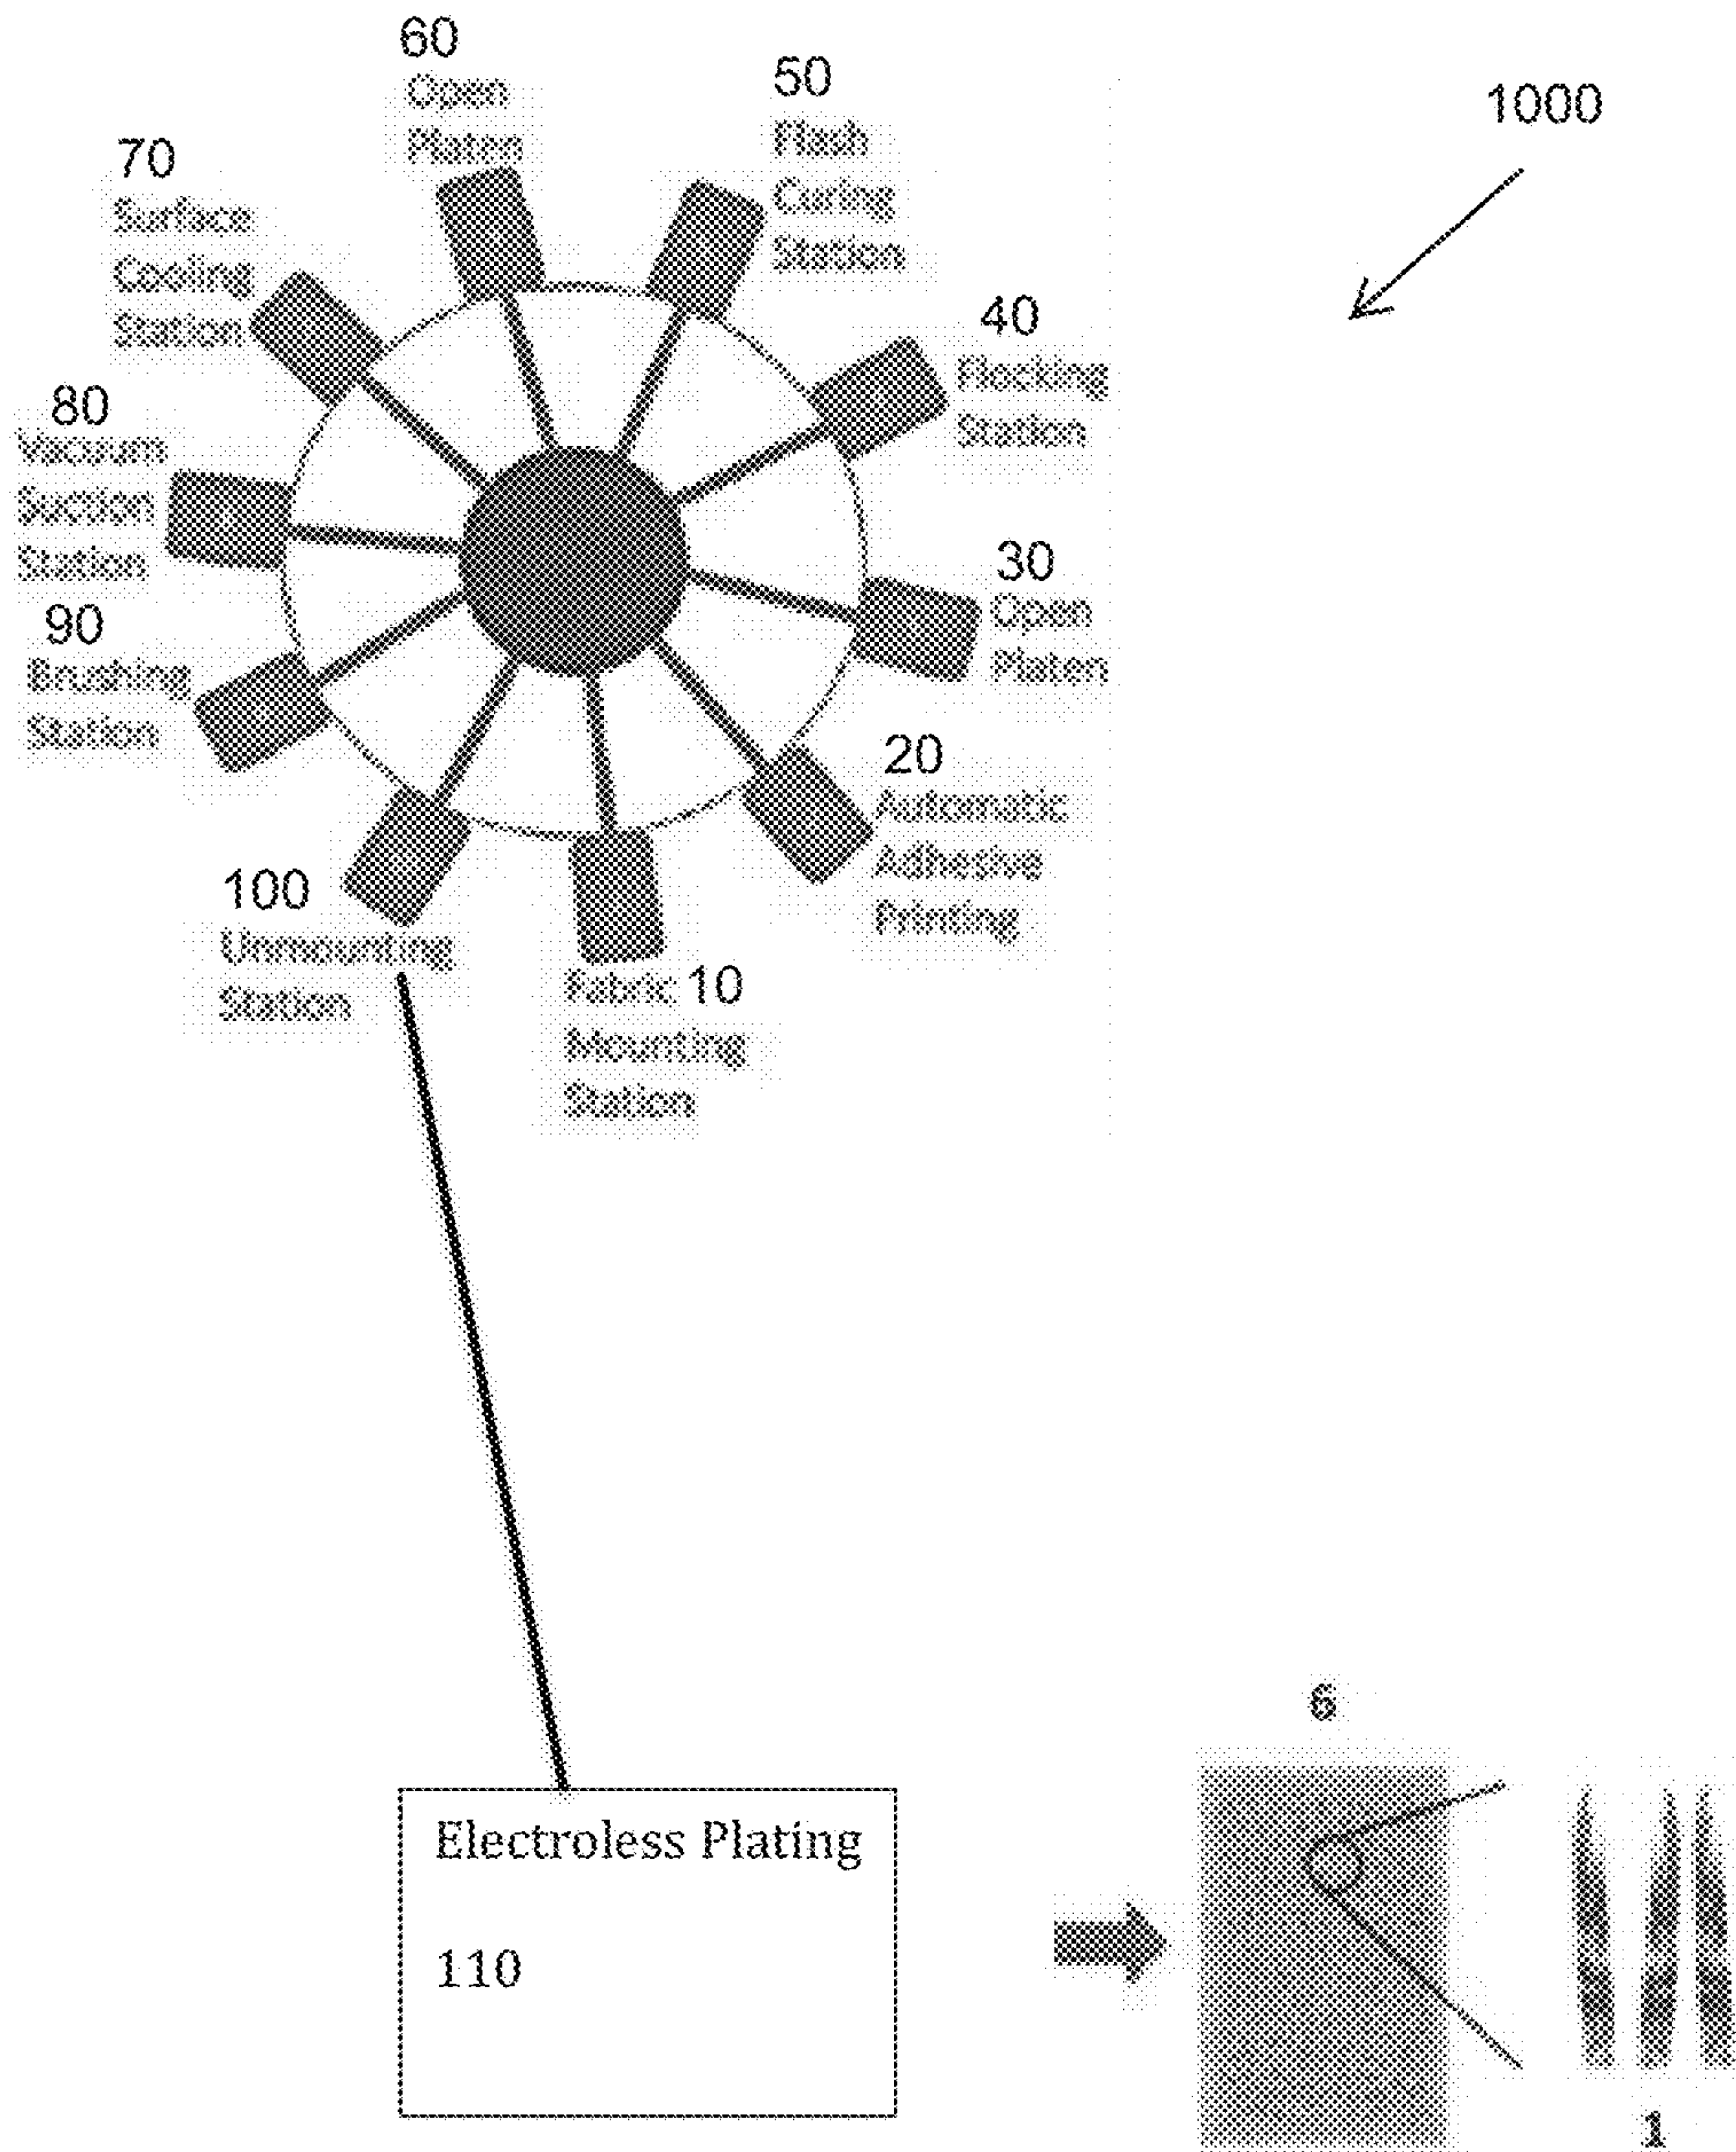 60
Open
Platen
50
Flash
Curing
Station
1000
70
Surface
Cooling
Station
40
Flocking
Station
80
Vacuum
Suction
Station
30
Open
Platen
90
Brushing
Station
20
Automatic
Adhesive
Printing
100
Unmounting
Station
Fabric 10
Mounting
Station
6
Electroless Plating
110
1